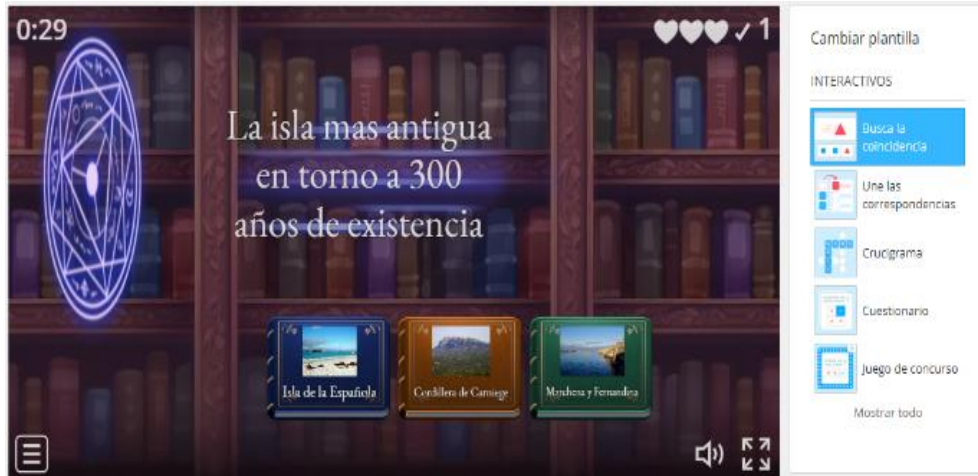 0:29
✓ 1
La isla mas antigua
en torno a 300
años de existencia
Isla de la Española
Cordillera de Carniege
Marchena y Fernandina
Cambiar plantilla
INTERACTIVOS
Busca la
coincidencia
Une las
correspondencias
Crucigrama
Cuestionario
Juego de concurso
Mostrar todo